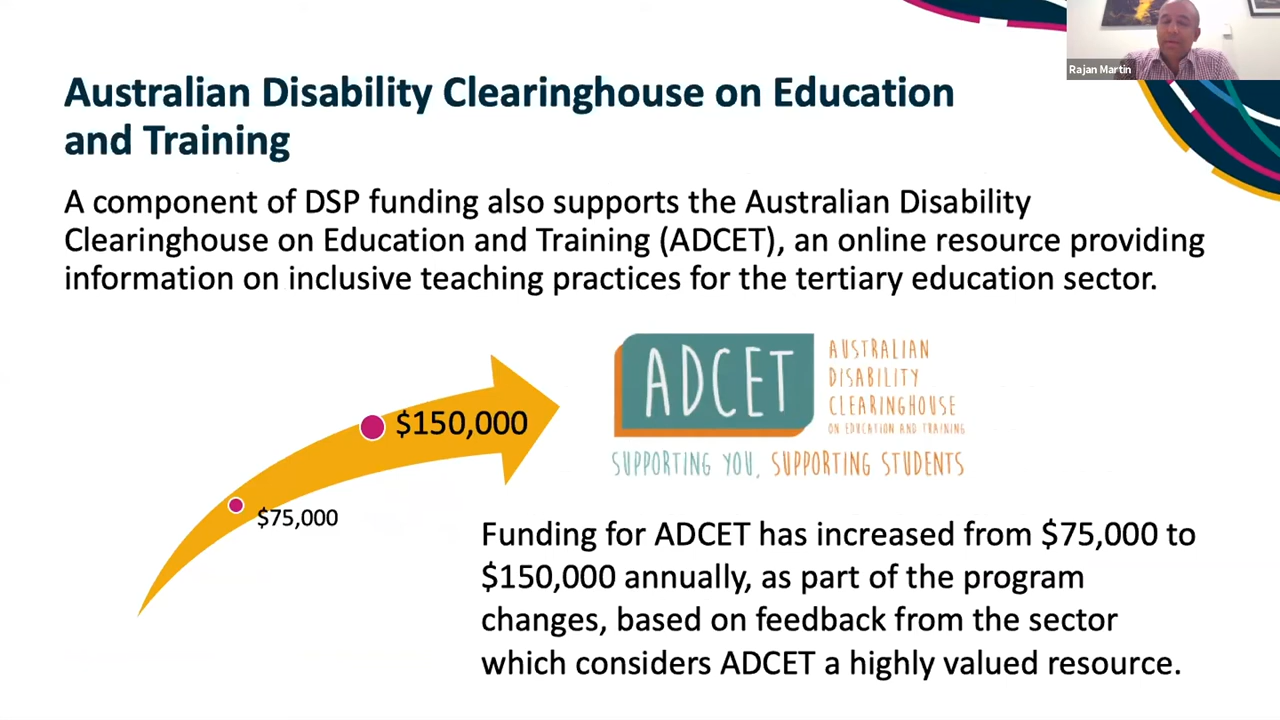 Rajan Martin
Australian Disability Clearinghouse on Education
and Training
A component of DSP funding also supports the Australian Disability
Clearinghouse on Education and Training (ADCET), an online resource providing
information on inclusive teaching practices for the tertiary education sector.
$150,000
$75,000
ADCET
AUSTRALIAN
DISABILITY
CLEARINGHOUSE
ON EDUCATION AND TRAINING
SUPPORTING YOU, SUPPORTING STUDENTS
Funding for ADCET has increased from $75,000 to
$150,000 annually, as part of the program
changes, based on feedback from the sector
which considers ADCET a highly valued resource.